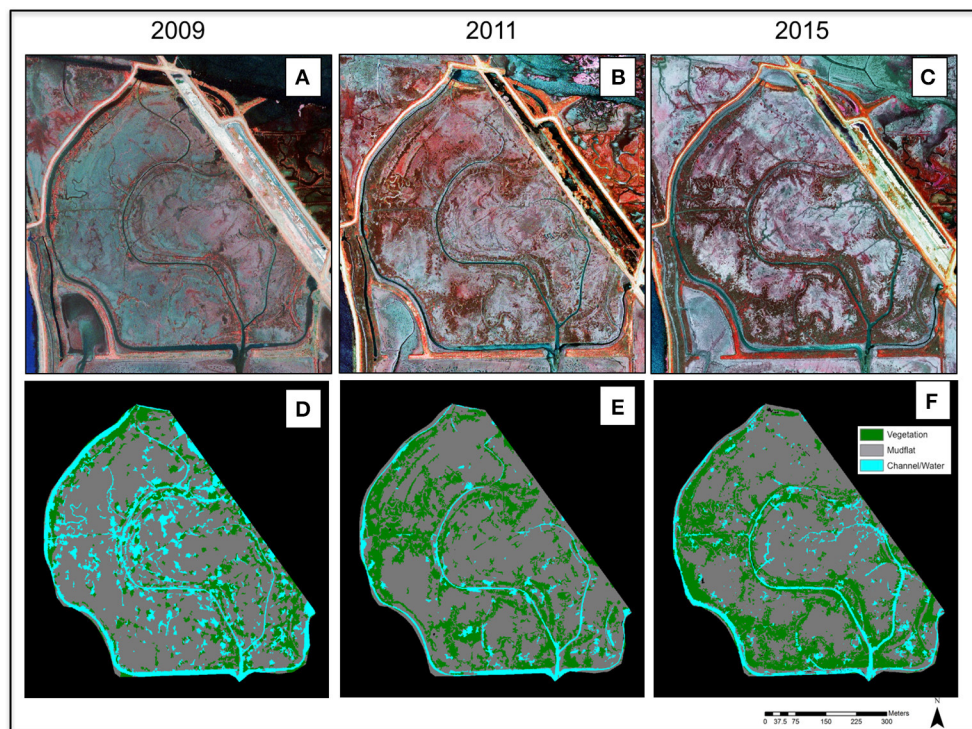 2009 2011 2015
A B C
D E F
Vegetation
Mudflat
Channel/Water
N
Meters
0 37.5 75 150 225 300